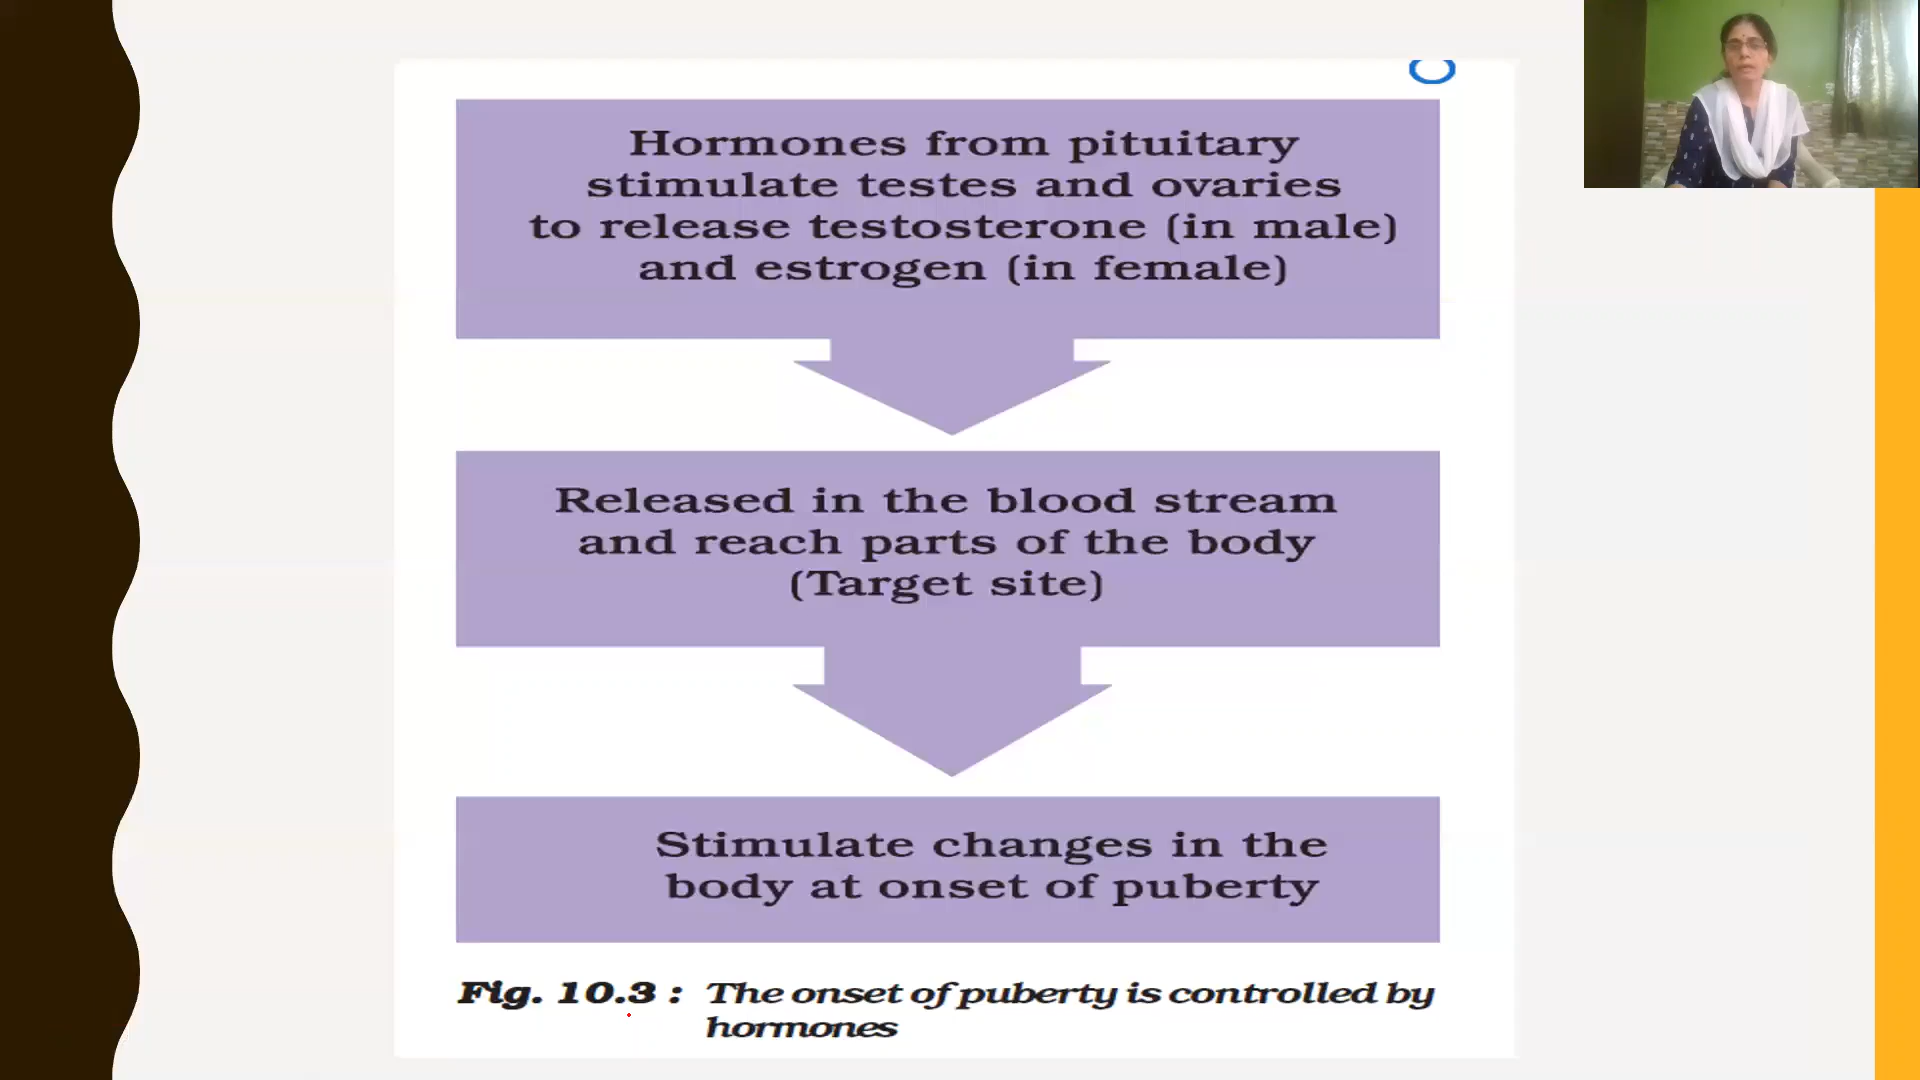 Hormones from pituitary
stimulate testes and ovaries
to release testosterone (in male)
and estrogen (in female)
Released in the blood stream
and reach parts of the body
(Target site)
Stimulate changes in the
body at onset of puberty
Fig. 10.3 : The onset of puberty is controlled by
hormones